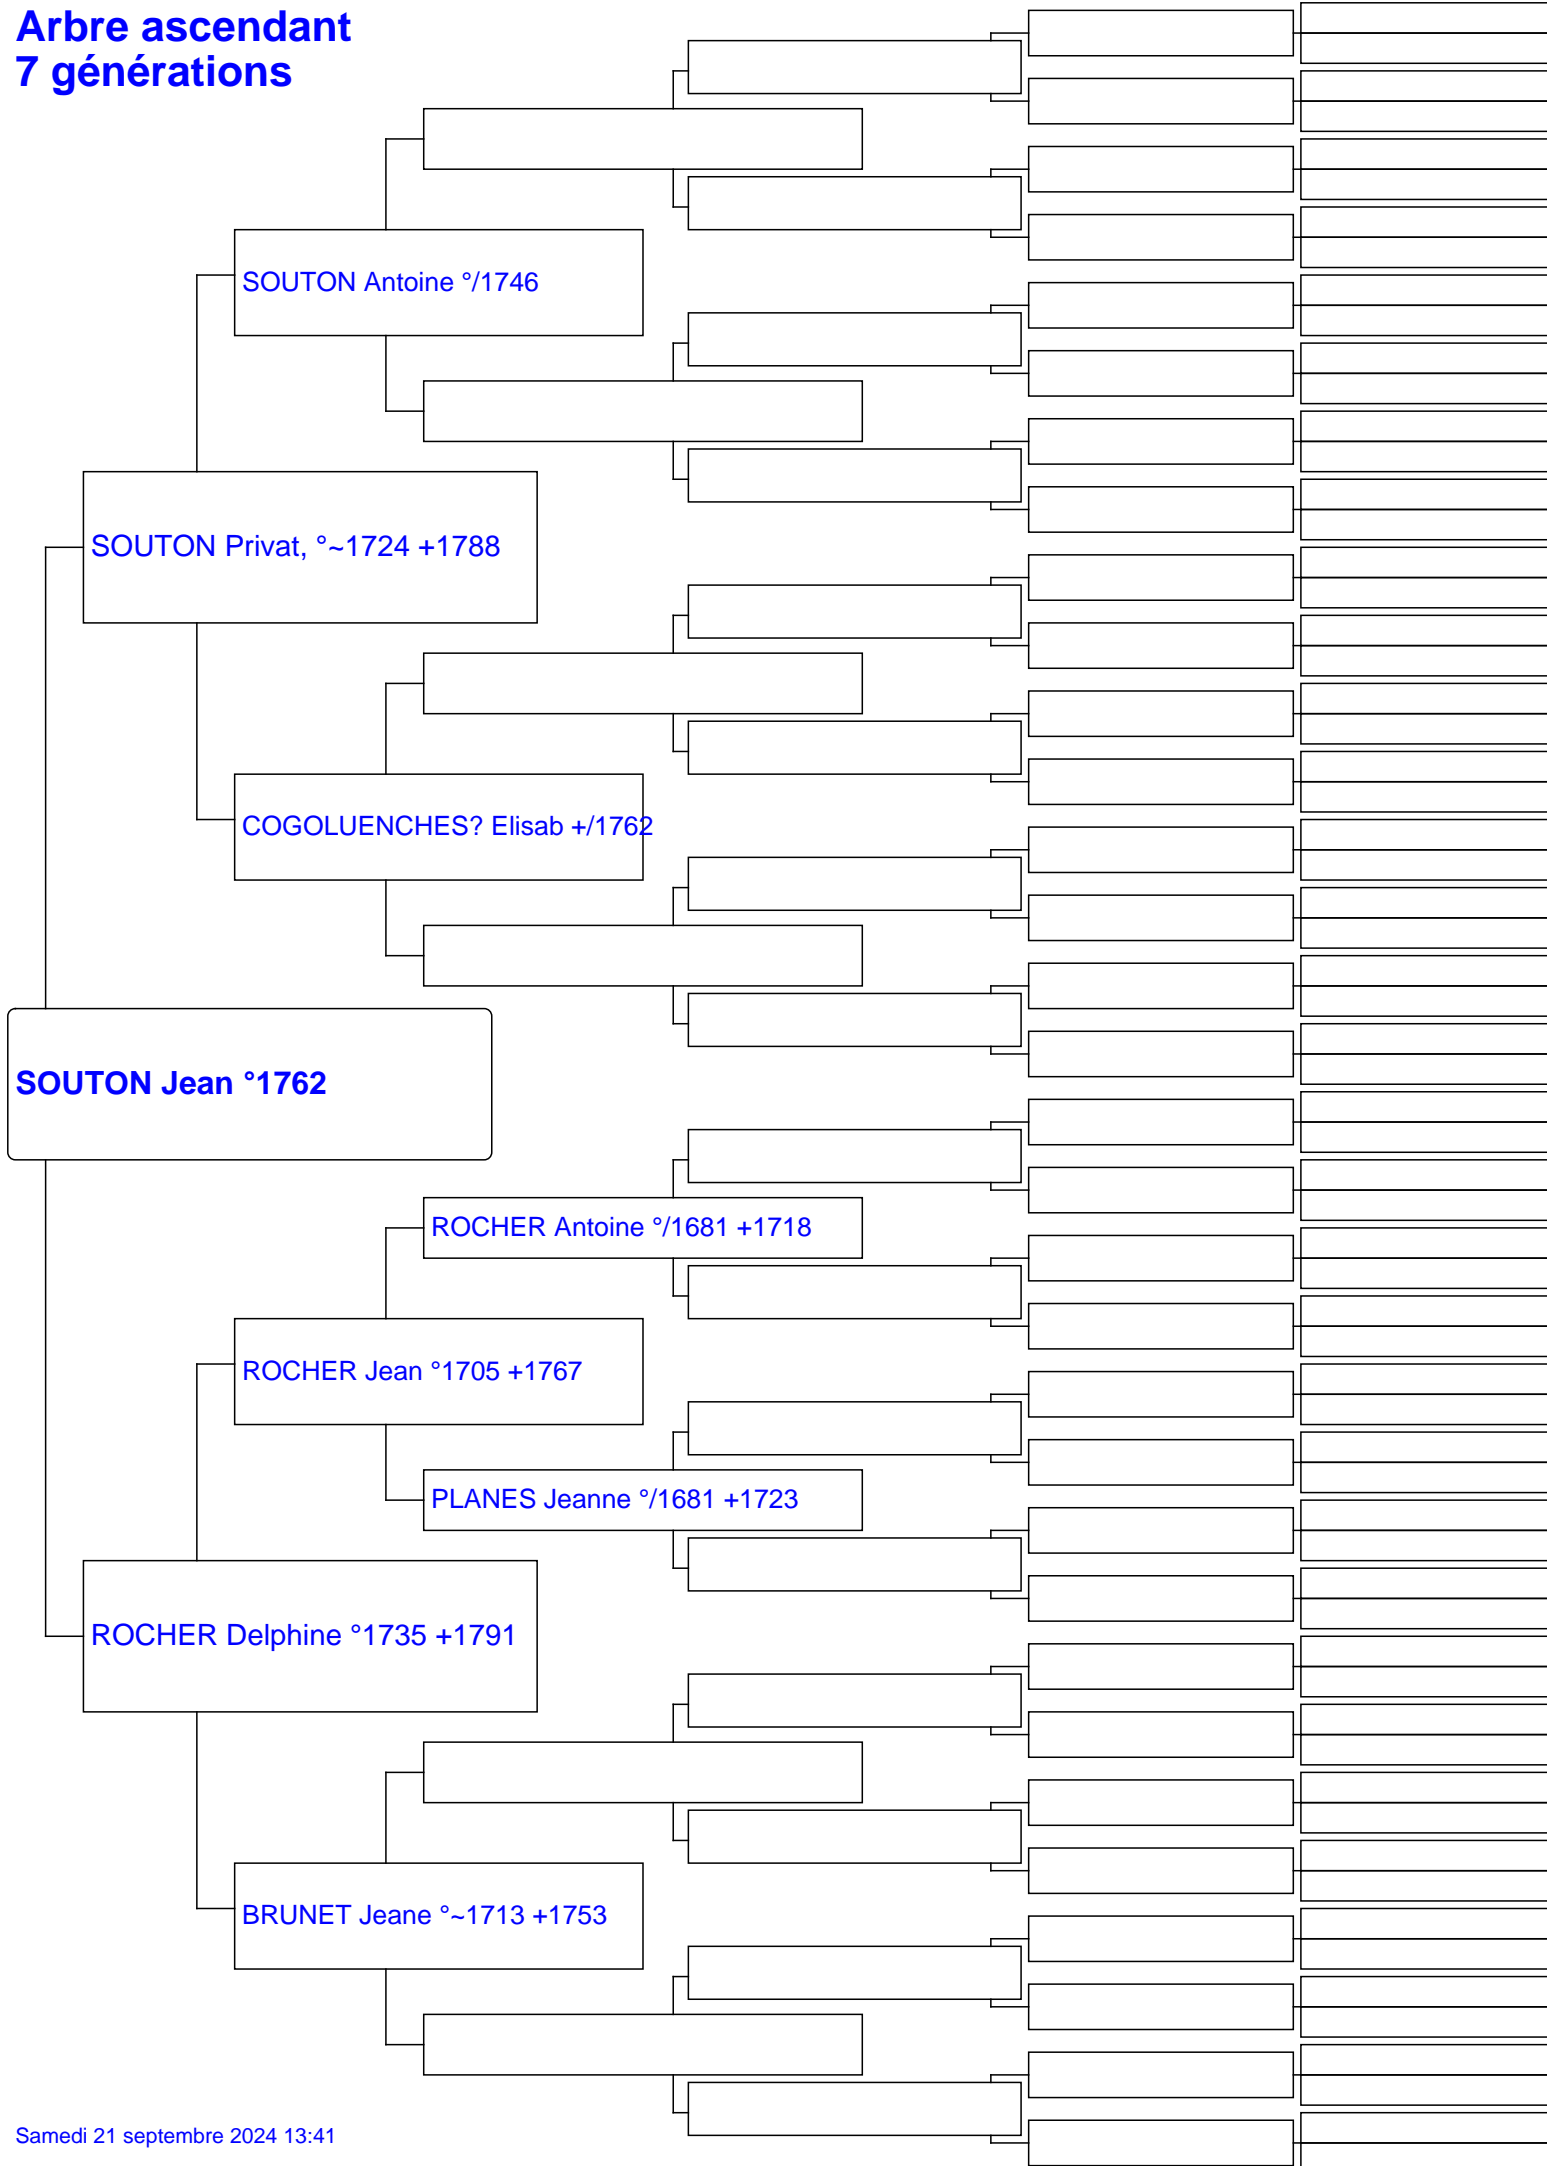 Arbre ascendant
7 générations
SOUTON Antoine °/1746
SOUTON Privat, °~1724 +1788
COGOLUENCHES? Elisab +/1762
SOUTON Jean °1762
ROCHER Antoine °/1681 +1718
ROCHER Jean °1705 +1767
PLANES Jeanne °/1681 +1723
ROCHER Delphine °1735 +1791
BRUNET Jeane °~1713 +1753
Samedi 21 septembre 2024 13:41